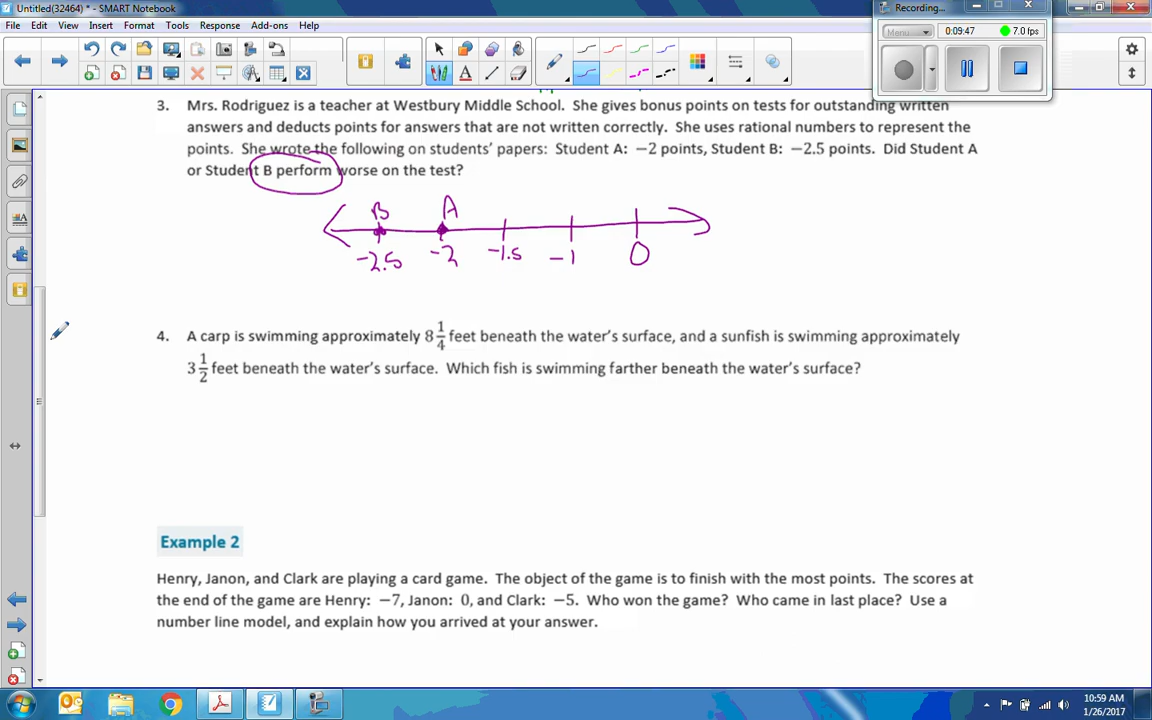 Untitled(32464) * - SMART Notebook
Recording...
File Edit View Insert Format Tools Response Add-ons Help
Menu 0:09:47 7.0 fps
3. Mrs. Rodriguez is a teacher at Westbury Middle School. She gives bonus points on tests for outstanding written
answers and deducts points for answers that are not written correctly. She uses rational numbers to represent the
points. She wrote the following on students' papers: Student A: −2 points, Student B: −2.5 points. Did Student A
or Student B perform worse on the test?
B A
-2.5 -2 -1.5 -1 0
4. A carp is swimming approximately 8 1/4 feet beneath the water's surface, and a sunfish is swimming approximately
3 1/2 feet beneath the water's surface. Which fish is swimming farther beneath the water's surface?
Example 2
Henry, Janon, and Clark are playing a card game. The object of the game is to finish with the most points. The scores at
the end of the game are Henry: −7, Janon: 0, and Clark: −5. Who won the game? Who came in last place? Use a
number line model, and explain how you arrived at your answer.
10:59 AM
1/26/2017